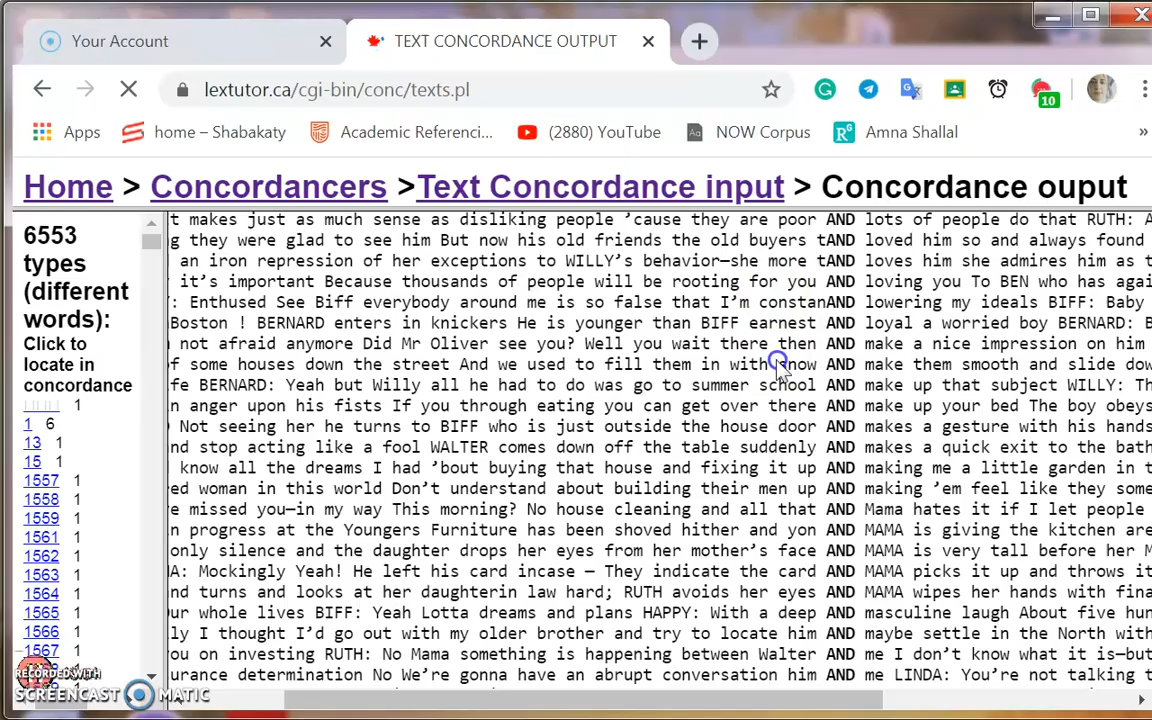 Your Account
TEXT CONCORDANCE OUTPUT
lextutor.ca/cgi-bin/conc/texts.pl
10
Apps home – Shabakaty Academic Referenci... (2880) YouTube Aa NOW Corpus Amna Shallal »
Home > Concordancers >Text Concordance input > Concordance ouput
6553
types
(different
words):
Click to
locate in
concordance
1
1 6
13 1
15 1
1557 1
1558 1
1559 1
1561 1
1562 1
1563 1
1564 1
1565 1
1566 1
1567 1
t makes just as much sense as disliking people ’cause they are poor AND lots of people do that RUTH: A
g they were glad to see him But now his old friends the old buyers tAND loved him so and always found
an iron repression of her exceptions to WILLY’s behavior—she more tAND loves him she admires him as t
it’s important Because thousands of people will be rooting for you AND loving you To BEN who has agai
: Enthused See Biff everybody around me is so false that I’m constanAND lowering my ideals BIFF: Baby
Boston ! BERNARD enters in knickers He is younger than BIFF earnest AND loyal a worried boy BERNARD: B
not afraid anymore Did Mr Oliver see you? Well you wait there then AND make a nice impression on him
f some houses down the street And we used to fill them in with now AND make them smooth and slide dow
fe BERNARD: Yeah but Willy all he had to do was go to summer school AND make up that subject WILLY: Th
n anger upon his fists If you through eating you can get over there AND make up your bed The boy obeys
Not seeing her he turns to BIFF who is just outside the house door AND makes a gesture with his hands
nd stop acting like a fool WALTER comes down off the table suddenly AND makes a quick exit to the bath
know all the dreams I had ’bout buying that house and fixing it up AND making me a little garden in t
ed woman in this world Don’t understand about building their men up AND making ’em feel like they some
e missed you—in my way This morning? No house cleaning and all that AND Mama hates it if I let people
n progress at the Youngers Furniture has been shoved hither and yon AND MAMA is giving the kitchen are
only silence and the daughter drops her eyes from her mother’s face AND MAMA is very tall before her M
A: Mockingly Yeah! He left his card incase – They indicate the card AND MAMA picks it up and throws it
nd turns and looks at her daughterin law hard; RUTH avoids her eyes AND MAMA wipes her hands with fina
ur whole lives BIFF: Yeah Lotta dreams and plans HAPPY: With a deep AND masculine laugh About five hun
ly I thought I’d go out with my older brother and try to locate him AND maybe settle in the North with
you on investing RUTH: No Mama something is happening between Walter AND me I don’t know what it is—but
urance determination No We’re gonna have an abrupt conversation him AND me LINDA: You’re not talking t
RECORDED WITH
SCREENCAST MATIC